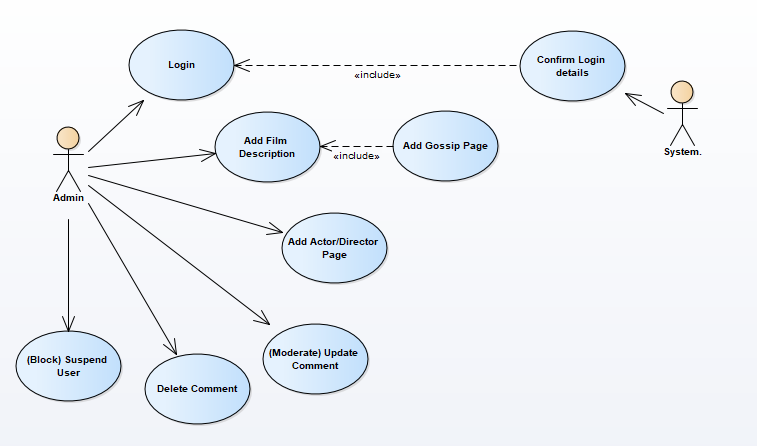 Login
«include»
Confirm Login
details
System.
Add Film
Description
«include»
Add Gossip Page
Admin
Add Actor/Director
Page
(Block) Suspend
User
Delete Comment
(Moderate) Update
Comment